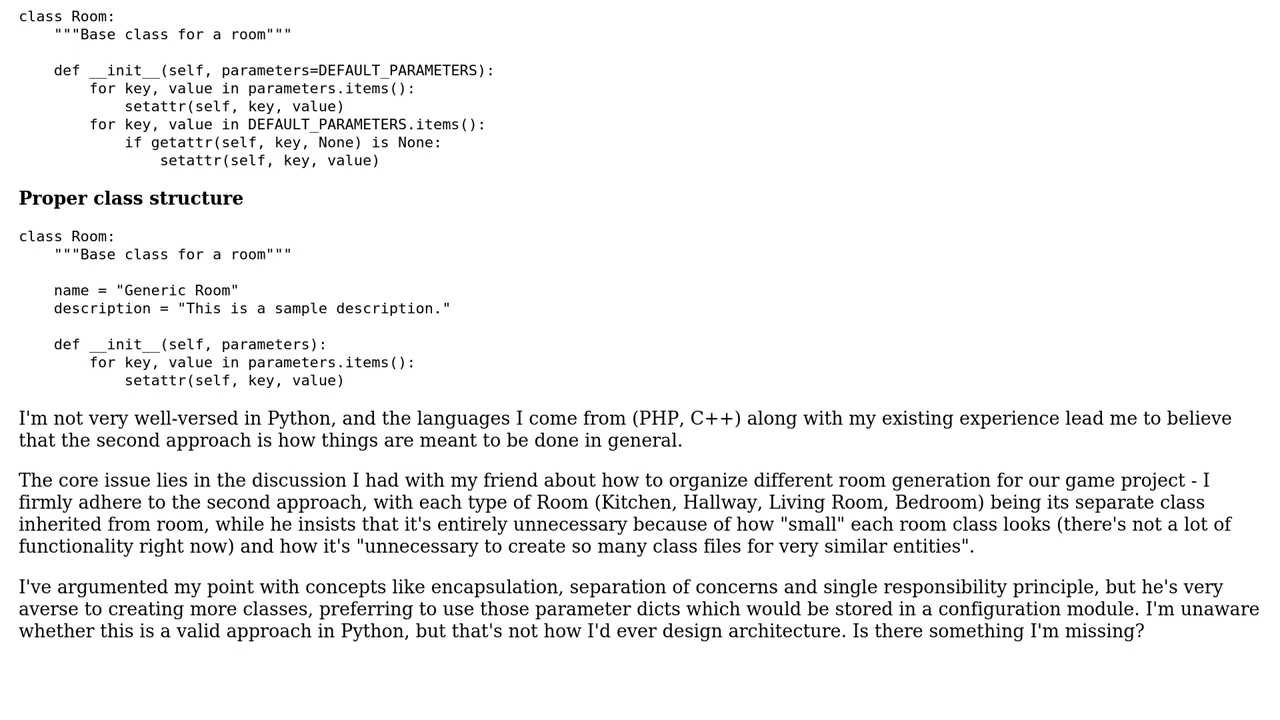 class Room:
    """Base class for a room"""

    def __init__(self, parameters=DEFAULT_PARAMETERS):
        for key, value in parameters.items():
            setattr(self, key, value)
        for key, value in DEFAULT_PARAMETERS.items():
            if getattr(self, key, None) is None:
                setattr(self, key, value)
Proper class structure
class Room:
    """Base class for a room"""

    name = "Generic Room"
    description = "This is a sample description."

    def __init__(self, parameters):
        for key, value in parameters.items():
            setattr(self, key, value)
I'm not very well-versed in Python, and the languages I come from (PHP, C++) along with my existing experience lead me to believe
that the second approach is how things are meant to be done in general.
The core issue lies in the discussion I had with my friend about how to organize different room generation for our game project - I
firmly adhere to the second approach, with each type of Room (Kitchen, Hallway, Living Room, Bedroom) being its separate class
inherited from room, while he insists that it's entirely unnecessary because of how "small" each room class looks (there's not a lot of
functionality right now) and how it's "unnecessary to create so many class files for very similar entities".
I've argumented my point with concepts like encapsulation, separation of concerns and single responsibility principle, but he's very
averse to creating more classes, preferring to use those parameter dicts which would be stored in a configuration module. I'm unaware
whether this is a valid approach in Python, but that's not how I'd ever design architecture. Is there something I'm missing?